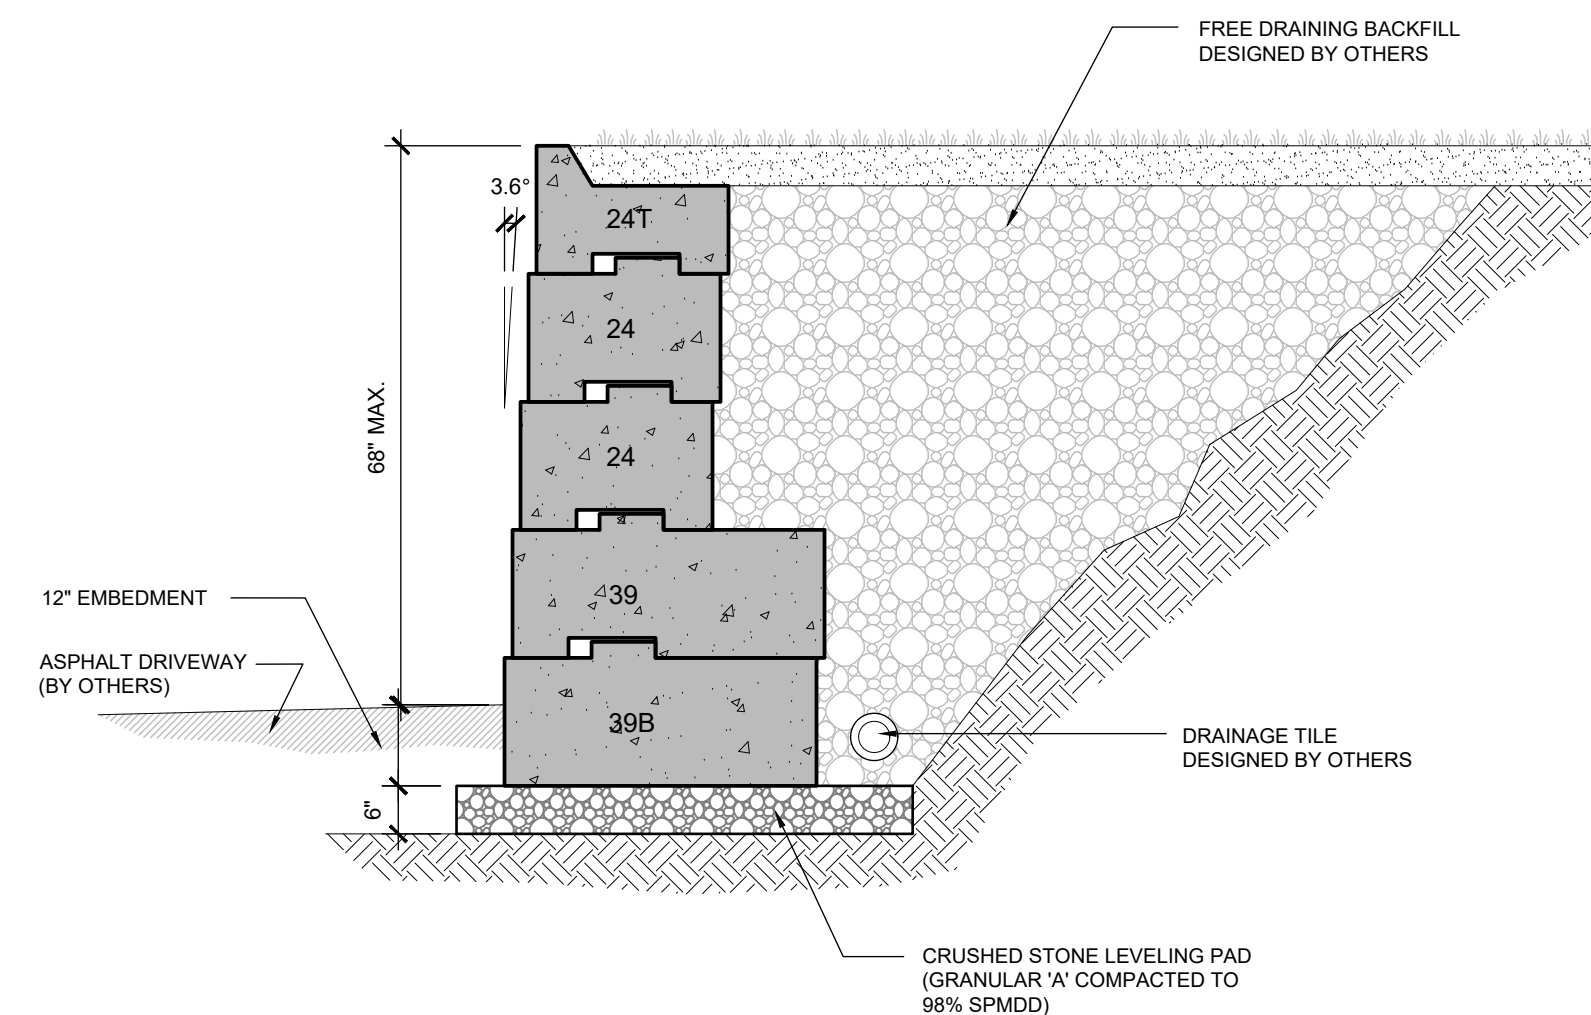 FREE DRAINING BACKFILL
DESIGNED BY OTHERS
3.6°
24T
24
68" MAX.
24
39
12" EMBEDMENT
ASPHALT DRIVEWAY
(BY OTHERS)
39B
DRAINAGE TILE
DESIGNED BY OTHERS
6"
CRUSHED STONE LEVELING PAD
(GRANULAR 'A' COMPACTED TO
98% SPMDD)